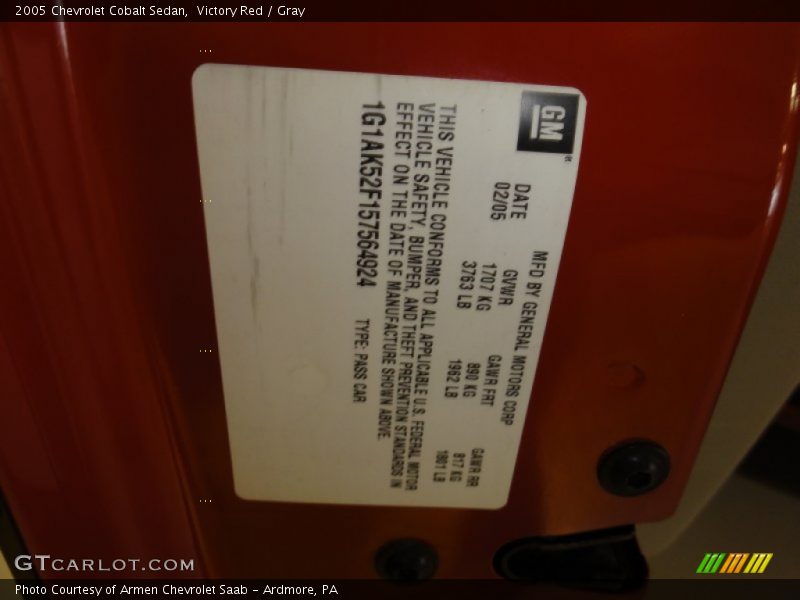 2005 Chevrolet Cobalt Sedan,  Victory Red / Gray
GM
MFD BY GENERAL MOTORS CORP
DATE GVWR GAWR FRT GAWR RR
02/05 1707 KG 890 KG 817 KG
3763 LB 1962 LB 1801 LB
THIS VEHICLE CONFORMS TO ALL APPLICABLE U.S. FEDERAL MOTOR
VEHICLE SAFETY, BUMPER, AND THEFT PREVENTION STANDARDS IN
EFFECT ON THE DATE OF MANUFACTURE SHOWN ABOVE.
1G1AK52F157564924 TYPE: PASS CAR
GTCARLOT.COM
Photo Courtesy of Armen Chevrolet Saab - Ardmore, PA